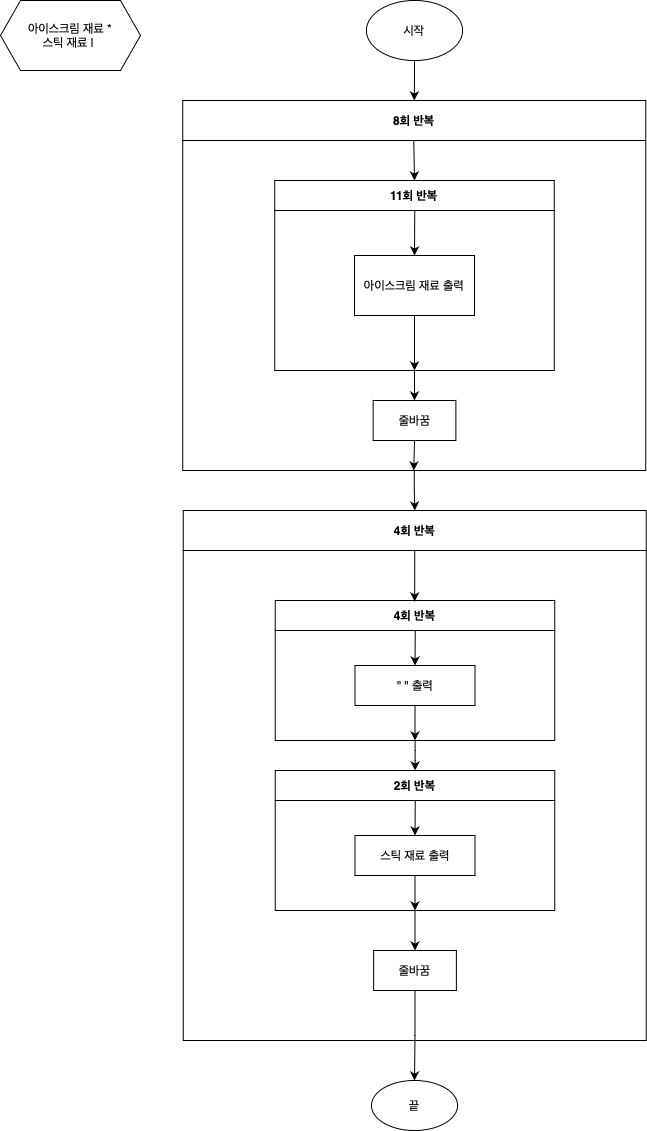 아이스크림 재료 *
스틱 재료 l
시작
8회 반복
11회 반복
아이스크림 재료 출력
줄바꿈
4회 반복
4회 반복
" " 출력
2회 반복
스틱 재료 출력
줄바꿈
끝